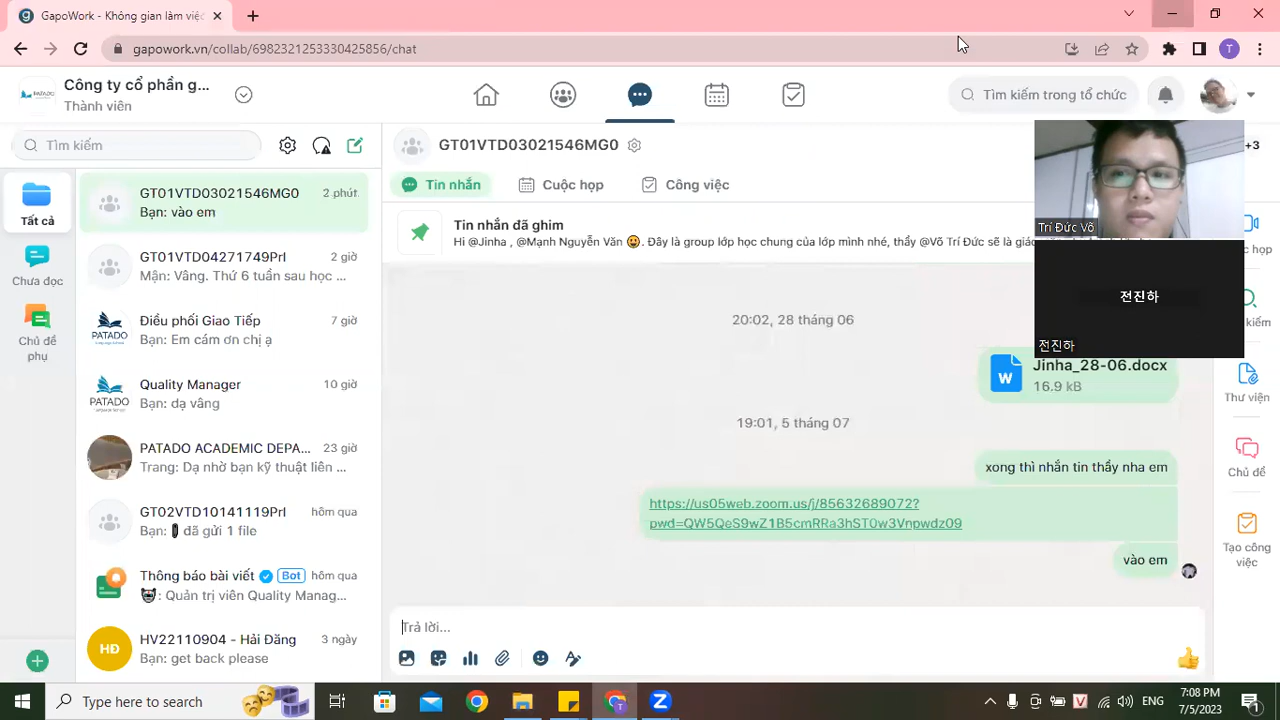 GapoWork - Không gian làm việc
gapowork.vn/collab/6982321253330425856/chat
T
PATADO
Công ty cổ phần g...
Thành viên
Tìm kiếm trong tổ chức
Tìm kiếm
GT01VTD03021546MG0
+3
Tin nhắn
Cuộc họp
Công việc
Tất cả
Chưa đọc
Chủ đề
phụ
GT01VTD03021546MG0
2 phút
Bạn: vào em
GT01VTD04271749PrI
2 giờ
Mận: Vâng. Thứ 6 tuần sau học ...
PATADO
Điều phối Giao Tiếp
7 giờ
Bạn: Em cám ơn chị ạ
PATADO
Quality Manager
10 giờ
Bạn: dạ vâng
PATADO ACADEMIC DEPA...
23 giờ
Trang: Dạ nhờ bạn kỹ thuật liên ...
GT02VTD10141119PrI
hôm qua
Bạn: đã gửi 1 file
Thông báo bài viết
Bot
hôm qua
: Quản trị viên Quality Manag...
HĐ
HV22110904 - Hải Đăng
3 ngày
Bạn: get back please
Tin nhắn đã ghim
Hi @Jinha , @Mạnh Nguyễn Văn 😀. Đây là group lớp học chung của lớp mình nhé, thầy @Võ Trí Đức sẽ là giáo
Trí Đức Võ
전진하
전진하
20:02, 28 tháng 06
W
Jinha_28-06.docx
16.9 kB
19:01, 5 tháng 07
xong thì nhắn tin thầy nha em
https://us05web.zoom.us/j/85632689072?
pwd=QW5QeS9wZ1B5cmRRa3hST0w3Vnpwdz09
vào em
Trả lời...
họp
kiếm
Thư viện
Chủ đề
Tạo công
việc
Type here to search
V
ENG
7:08 PM
7/5/2023
1